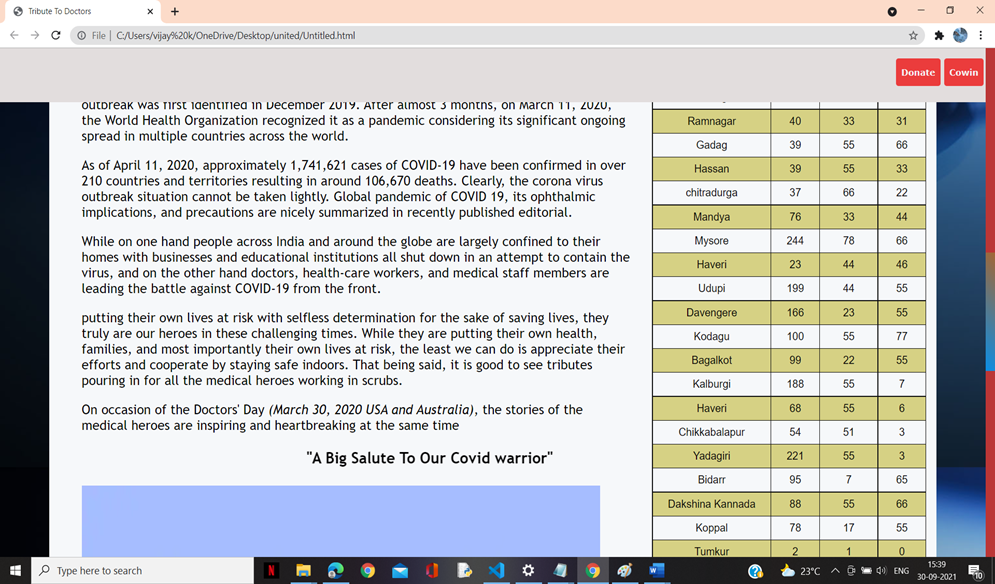 Tribute To Doctors
File | C:/Users/vijay%20k/OneDrive/Desktop/united/Untitled.html
Donate Cowin
outbreak was first identified in December 2019. After almost 3 months, on March 11, 2020,
the World Health Organization recognized it as a pandemic considering its significant ongoing
spread in multiple countries across the world.
As of April 11, 2020, approximately 1,741,621 cases of COVID-19 have been confirmed in over
210 countries and territories resulting in around 106,670 deaths. Clearly, the corona virus
outbreak situation cannot be taken lightly. Global pandemic of COVID 19, its ophthalmic
implications, and precautions are nicely summarized in recently published editorial.
While on one hand people across India and around the globe are largely confined to their
homes with businesses and educational institutions all shut down in an attempt to contain the
virus, and on the other hand doctors, health-care workers, and medical staff members are
leading the battle against COVID-19 from the front.
putting their own lives at risk with selfless determination for the sake of saving lives, they
truly are our heroes in these challenging times. While they are putting their own health,
families, and most importantly their own lives at risk, the least we can do is appreciate their
efforts and cooperate by staying safe indoors. That being said, it is good to see tributes
pouring in for all the medical heroes working in scrubs.
On occasion of the Doctors' Day (March 30, 2020 USA and Australia), the stories of the
medical heroes are inspiring and heartbreaking at the same time
"A Big Salute To Our Covid warrior"
Ramnagar 40 33 31
Gadag 39 55 66
Hassan 39 55 33
chitradurga 37 66 22
Mandya 76 33 44
Mysore 244 78 66
Haveri 23 44 46
Udupi 199 44 55
Davengere 166 23 55
Kodagu 100 55 77
Bagalkot 99 22 55
Kalburgi 188 55 7
Haveri 68 55 6
Chikkabalapur 54 51 3
Yadagiri 221 55 3
Bidarr 95 7 65
Dakshina Kannada 88 55 66
Koppal 78 17 55
Tumkur 2 1 0
Type here to search
23°C ENG
15:39
30-09-2021
10